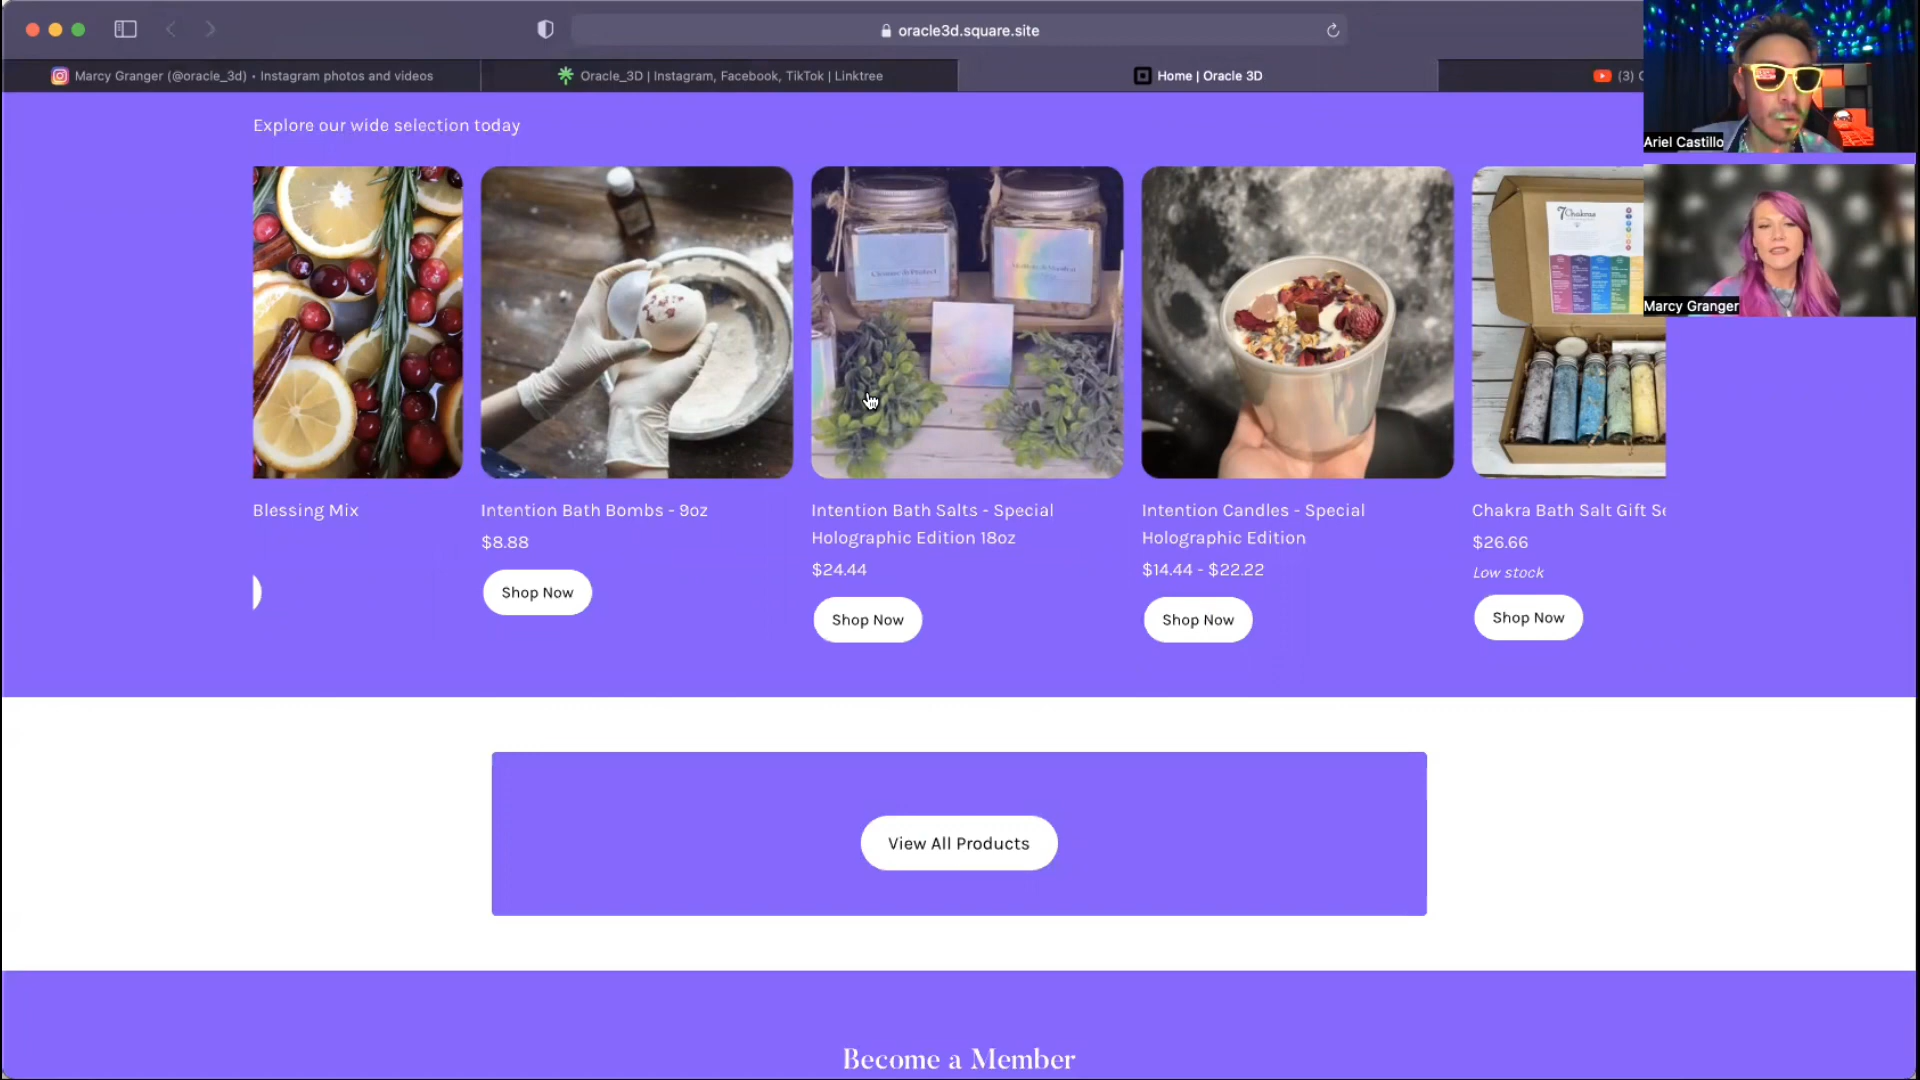 oracle3d.square.site
Marcy Granger (@oracle_3d) • Instagram photos and videos
Oracle_3D | Instagram, Facebook, TikTok | Linktree
Home | Oracle 3D
(3)
Explore our wide selection today
Ariel Castillo
Marcy Granger
7 Chakras
Blessing Mix
Intention Bath Bombs - 9oz
$8.88
Shop Now
Intention Bath Salts - Special
Holographic Edition 18oz
$24.44
Shop Now
Intention Candles - Special
Holographic Edition
$14.44 - $22.22
Shop Now
Chakra Bath Salt Gift Se
$26.66
Low stock
Shop Now
View All Products
Become a Member